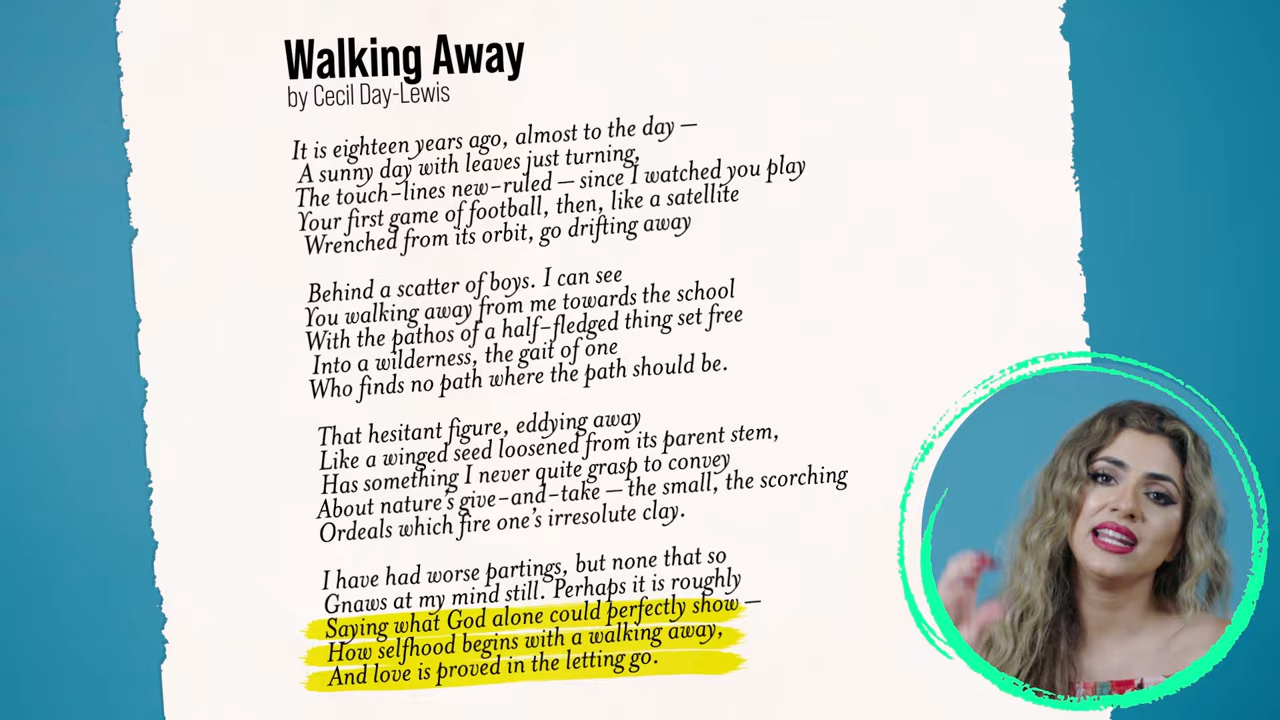 Walking Away
by Cecil Day-Lewis
It is eighteen years ago, almost to the day –
A sunny day with leaves just turning,
The touch-lines new-ruled – since I watched you play
Your first game of football, then, like a satellite
Wrenched from its orbit, go drifting away
Behind a scatter of boys. I can see
You walking away from me towards the school
With the pathos of a half-fledged thing set free
Into a wilderness, the gait of one
Who finds no path where the path should be.
That hesitant figure, eddying away
Like a winged seed loosened from its parent stem,
Has something I never quite grasp to convey
About nature's give-and-take – the small, the scorching
Ordeals which fire one's irresolute clay.
I have had worse partings, but none that so
Gnaws at my mind still. Perhaps it is roughly
Saying what God alone could perfectly show –
How selfhood begins with a walking away,
And love is proved in the letting go.